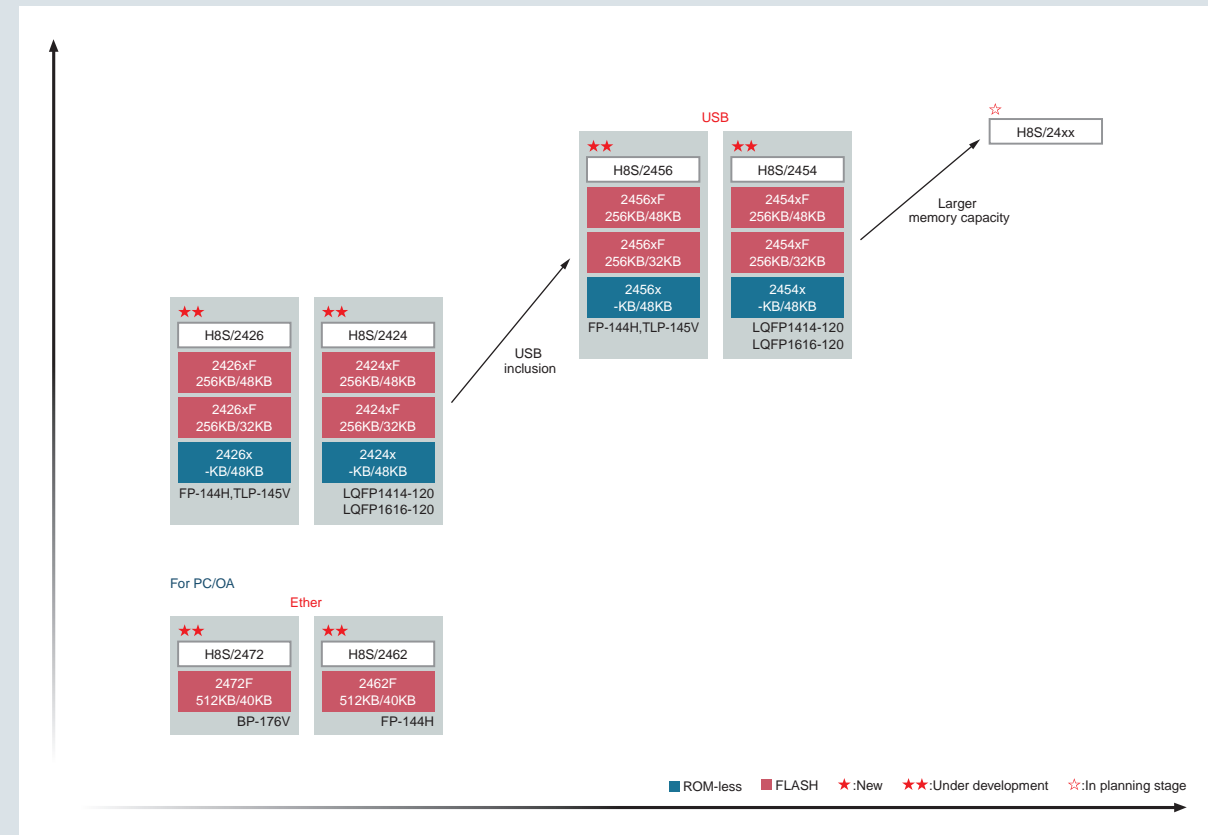 ☆
H8S/24xx
USB
★★
H8S/2456
2456xF
256KB/48KB
2456xF
256KB/32KB
2456x
-KB/48KB
FP-144H,TLP-145V
★★
H8S/2454
2454xF
256KB/48KB
2454xF
256KB/32KB
2454x
-KB/48KB
LQFP1414-120
LQFP1616-120
Larger
memory capacity
USB
inclusion
★★
H8S/2426
2426xF
256KB/48KB
2426xF
256KB/32KB
2426x
-KB/48KB
FP-144H,TLP-145V
★★
H8S/2424
2424xF
256KB/48KB
2424xF
256KB/32KB
2424x
-KB/48KB
LQFP1414-120
LQFP1616-120
For PC/OA
Ether
★★
H8S/2472
2472F
512KB/40KB
BP-176V
★★
H8S/2462
2462F
512KB/40KB
FP-144H
ROM-less FLASH ★:New ★★:Under development ☆:In planning stage